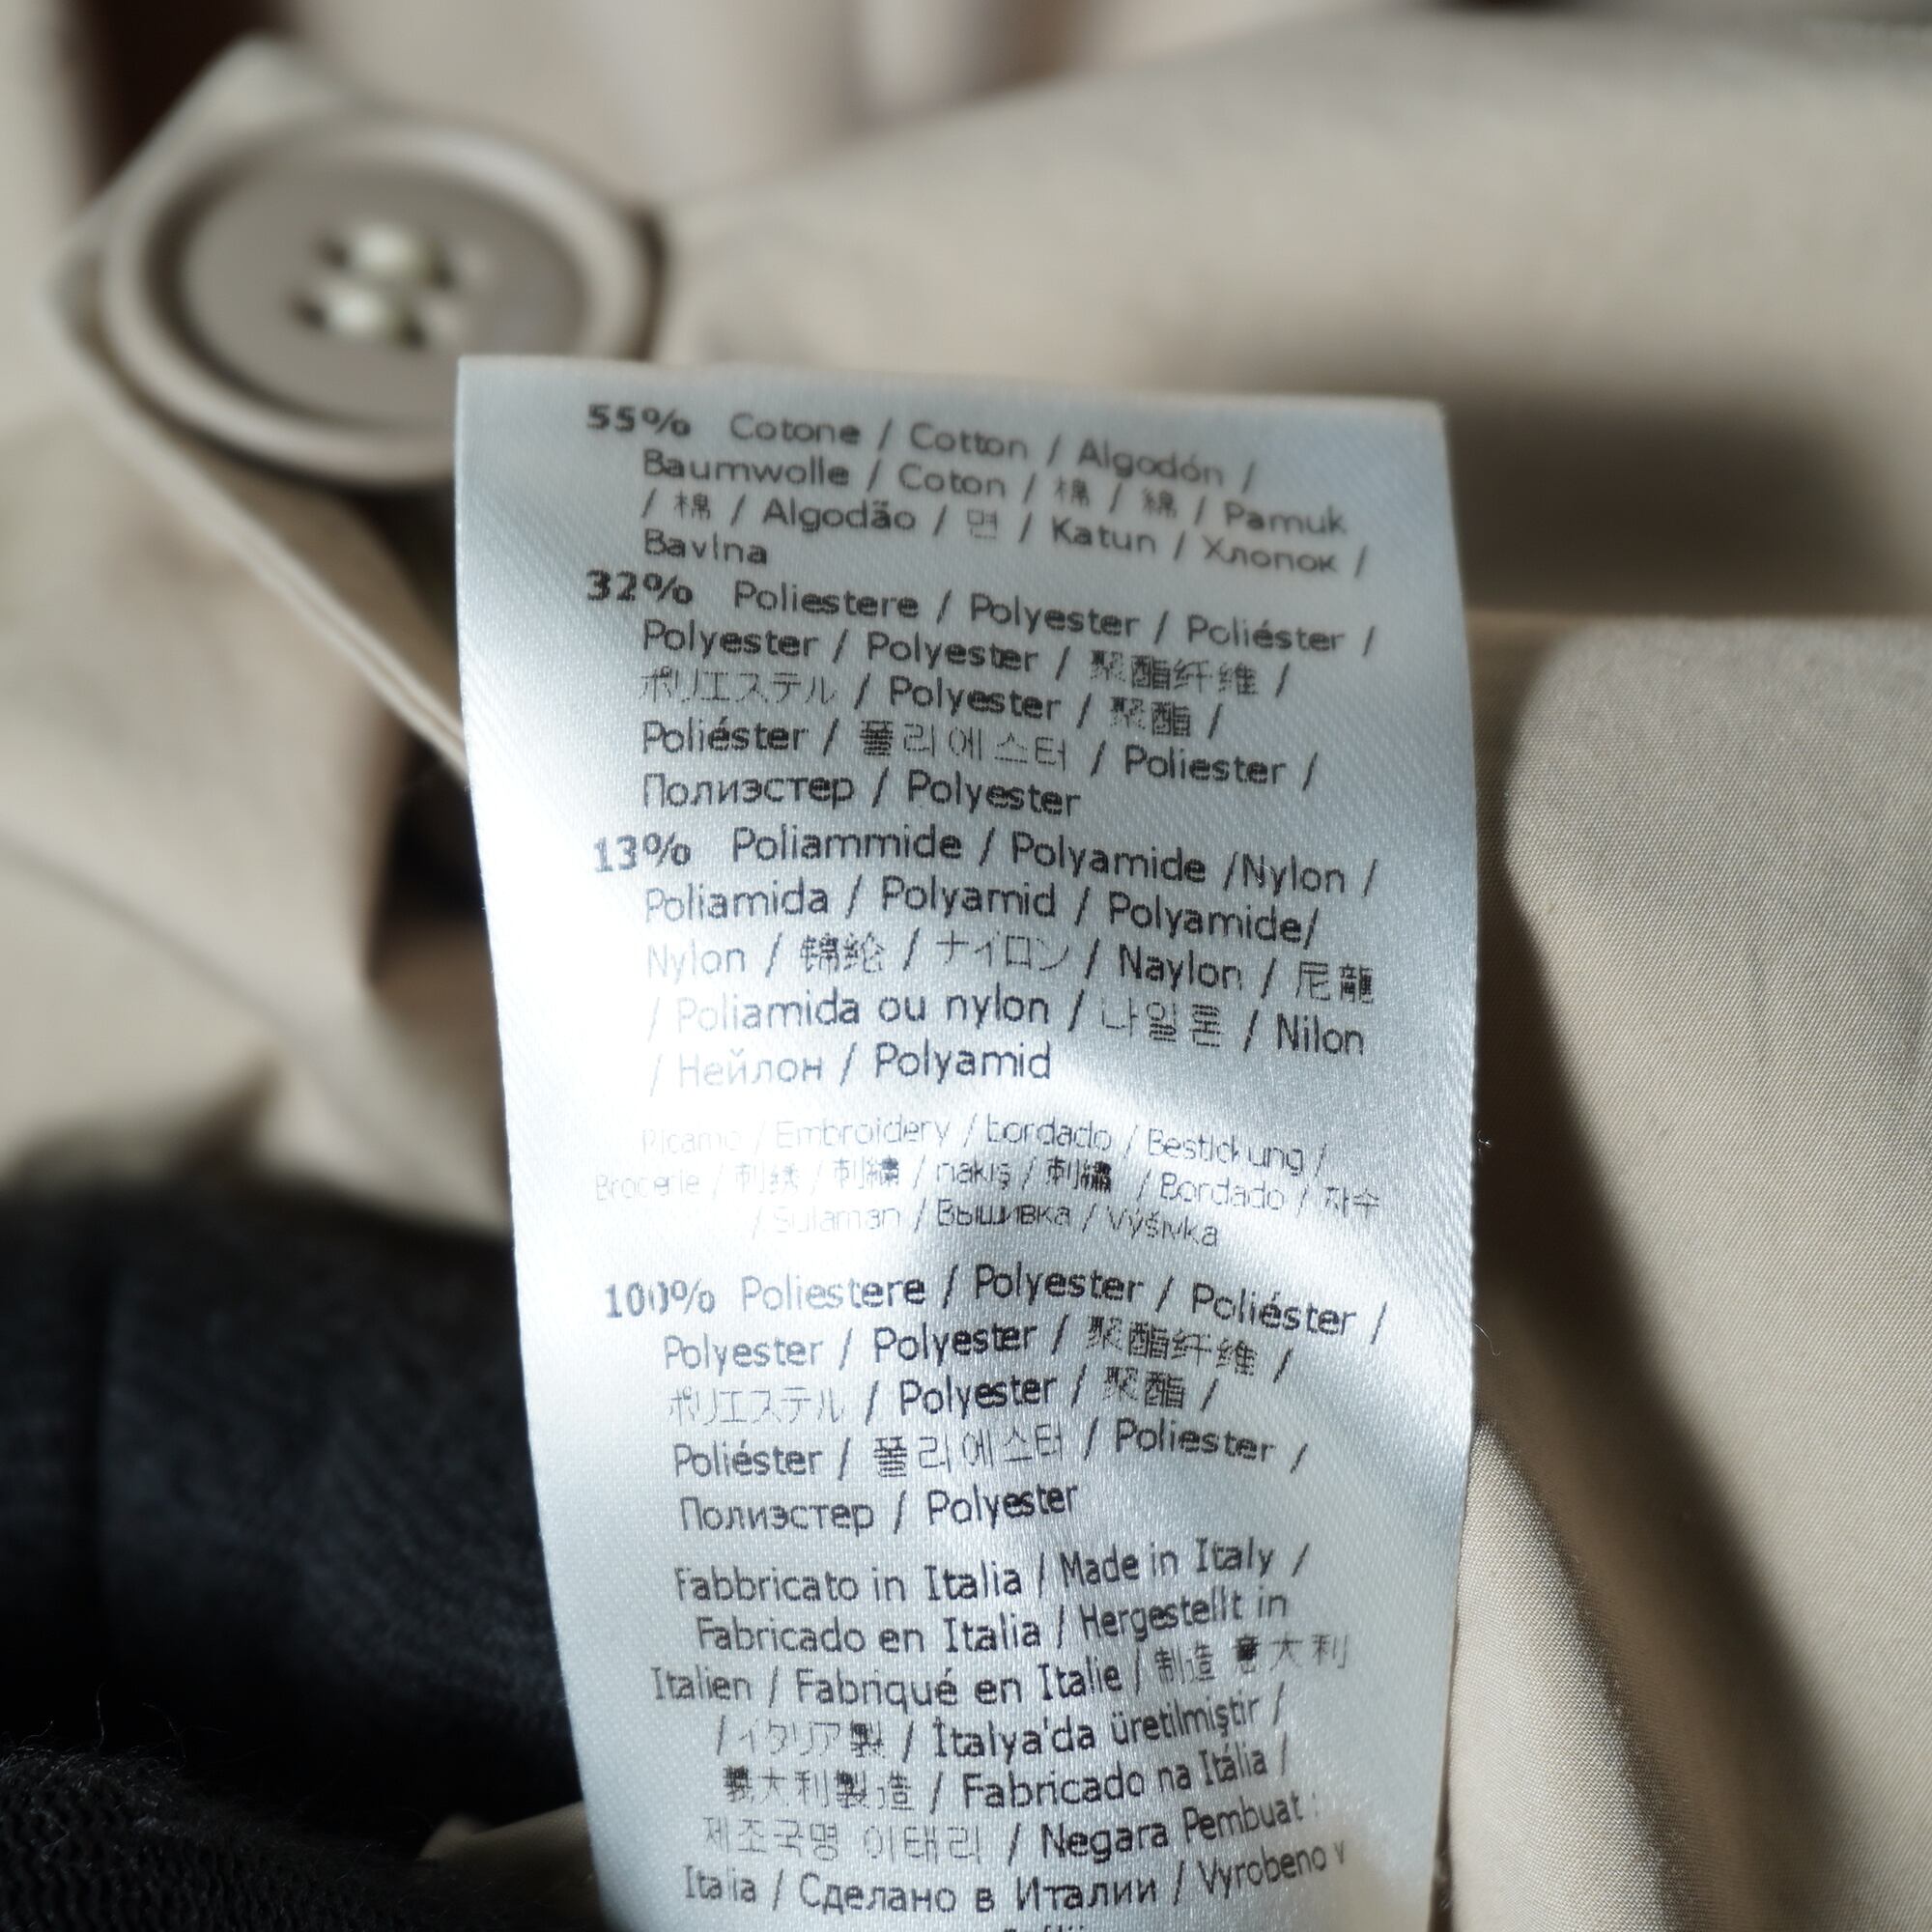 55% Cotone / Cotton / Algodón /
Baumwolle / Coton / 棉 / 綿 / Pamuk
/ 棉 / Algodão / 면 / Katun / Хлопок /
Bavlna
32% Poliestere / Polyester / Poliéster /
Polyester / Polyester / 聚酯纤维 /
ポリエステル / Polyester / 聚酯 /
Poliéster / 폴리에스터 / Poliester /
Полиэстер / Polyester
13% Poliammide / Polyamide /Nylon /
Poliamida / Polyamid / Polyamide/
Nylon / 锦纶 / ナイロン / Naylon / 尼龍
/ Poliamida ou nylon / 나일론 / Nilon
/ Нейлон / Polyamid
Ricamo / Embroidery / bordado / Bestickung /
Broderie / 刺绣 / 刺繡 / nakış / 刺繡 / Bordado / 자수
/ Sulaman / Вышивка / Výšivka
100% Poliestere / Polyester / Poliéster /
Polyester / Polyester / 聚酯纤维 /
ポリエステル / Polyester / 聚酯 /
Poliéster / 폴리에스터 / Poliester /
Полиэстер / Polyester
Fabbricato in Italia / Made in Italy /
Fabricado en Italia / Hergestellt in
Italien / Fabriqué en Italie / 制造 意大利
/ イタリア製 / İtalya'da üretilmiştir /
義大利製造 / Fabricado na Itália /
제조국명 이태리 / Negara Pembuat :
Italia / Сделано в Италии / Vyrobeno v